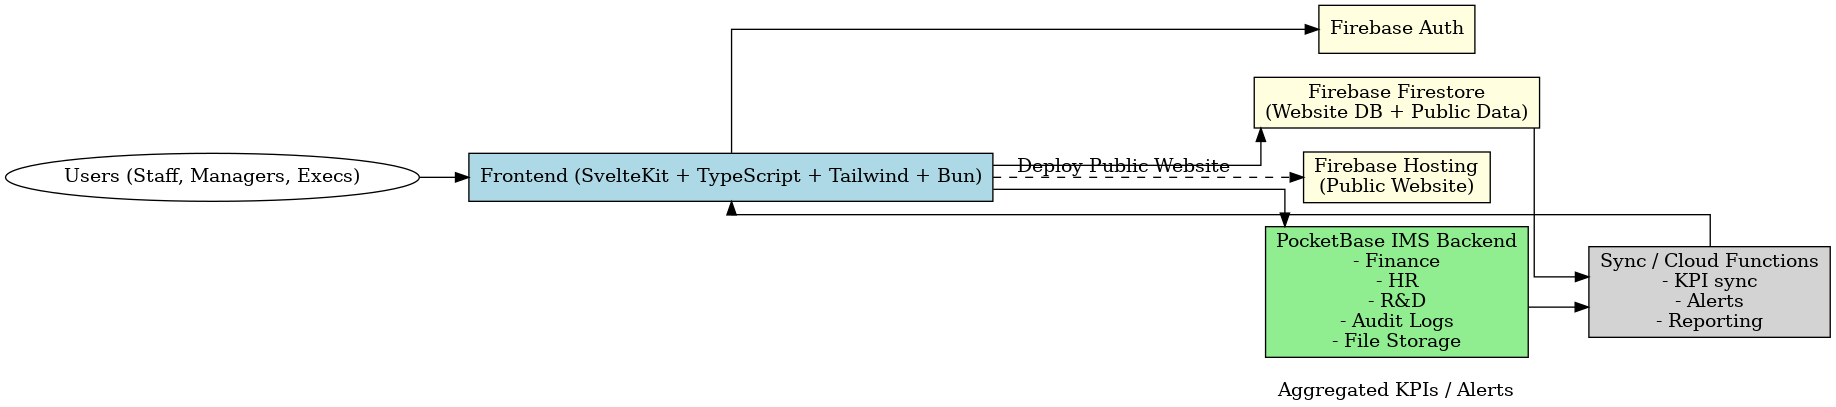 Firebase Auth
Firebase Firestore
(Website DB + Public Data)
Users (Staff, Managers, Execs)
Frontend (SvelteKit + TypeScript + Tailwind + Bun)
Deploy Public Website
Firebase Hosting
(Public Website)
PocketBase IMS Backend
- Finance
- HR
- R&D
- Audit Logs
- File Storage
Sync / Cloud Functions
- KPI sync
- Alerts
- Reporting
Aggregated KPIs / Alerts